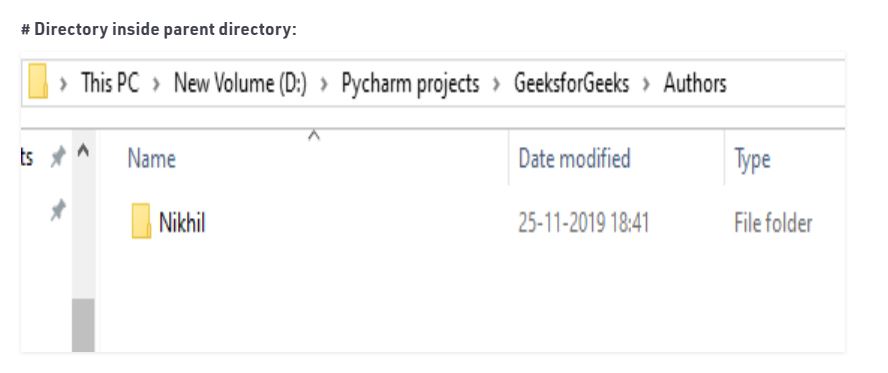 # Directory inside parent directory:
This PC > New Volume (D:) > Pycharm projects > GeeksforGeeks > Authors
ts Name Date modified Type
Nikhil 25-11-2019 18:41 File folder